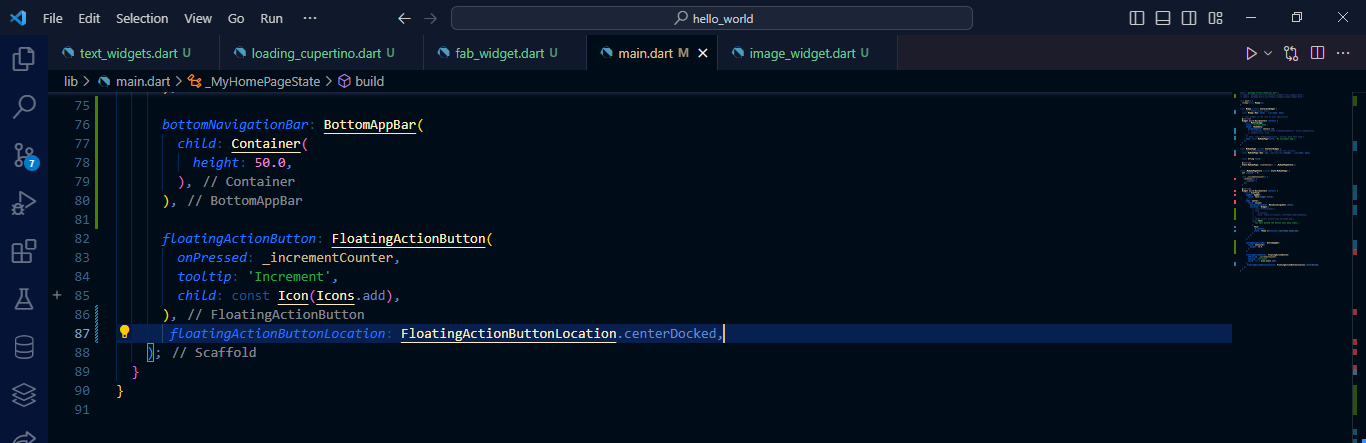 File Edit Selection View Go Run ··· hello_world
text_widgets.dart U loading_cupertino.dart U fab_widget.dart U main.dart M image_widget.dart U
lib > main.dart > _MyHomePageState > build
75
76 bottomNavigationBar: BottomAppBar(
77 child: Container(
78 height: 50.0,
79 ), // Container
80 ), // BottomAppBar
81
82 floatingActionButton: FloatingActionButton(
83 onPressed: _incrementCounter,
84 tooltip: 'Increment',
85 child: const Icon(Icons.add),
86 ), // FloatingActionButton
87 floatingActionButtonLocation: FloatingActionButtonLocation.centerDocked,
88 ); // Scaffold
89 }
90 }
91
7